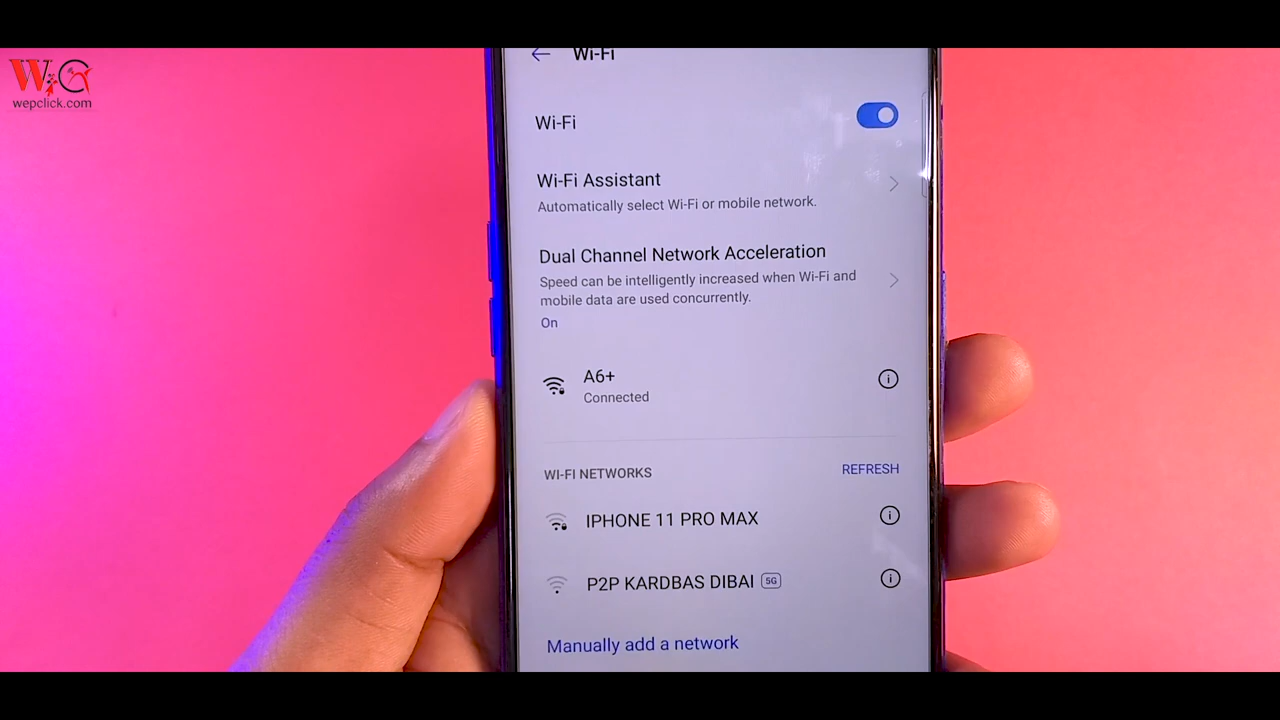 WC
wepclick.com
Wi-Fi
Wi-Fi
Wi-Fi Assistant
Automatically select Wi-Fi or mobile network.
Dual Channel Network Acceleration
Speed can be intelligently increased when Wi-Fi and
mobile data are used concurrently.
On
A6+
Connected
WI-FI NETWORKS
REFRESH
IPHONE 11 PRO MAX
P2P KARDBAS DIBAI 5G
Manually add a network